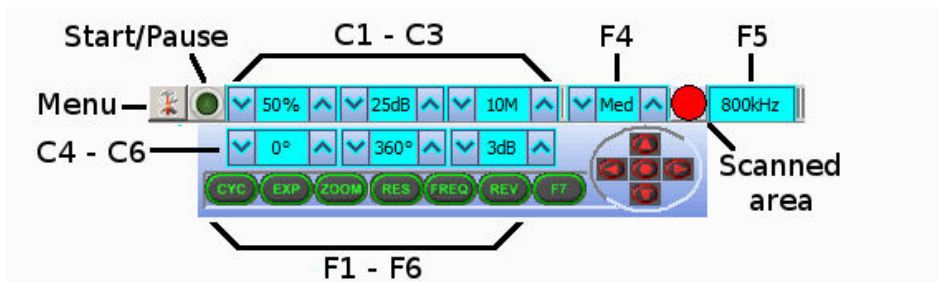 Start/Pause C1 - C3 F4 F5
Menu 50% 25dB 10M Med 800kHz
C4 - C6 0° 360° 3dB
Scanned
area
CYC EXP ZOOM RES FREQ REV F7
F1 - F6